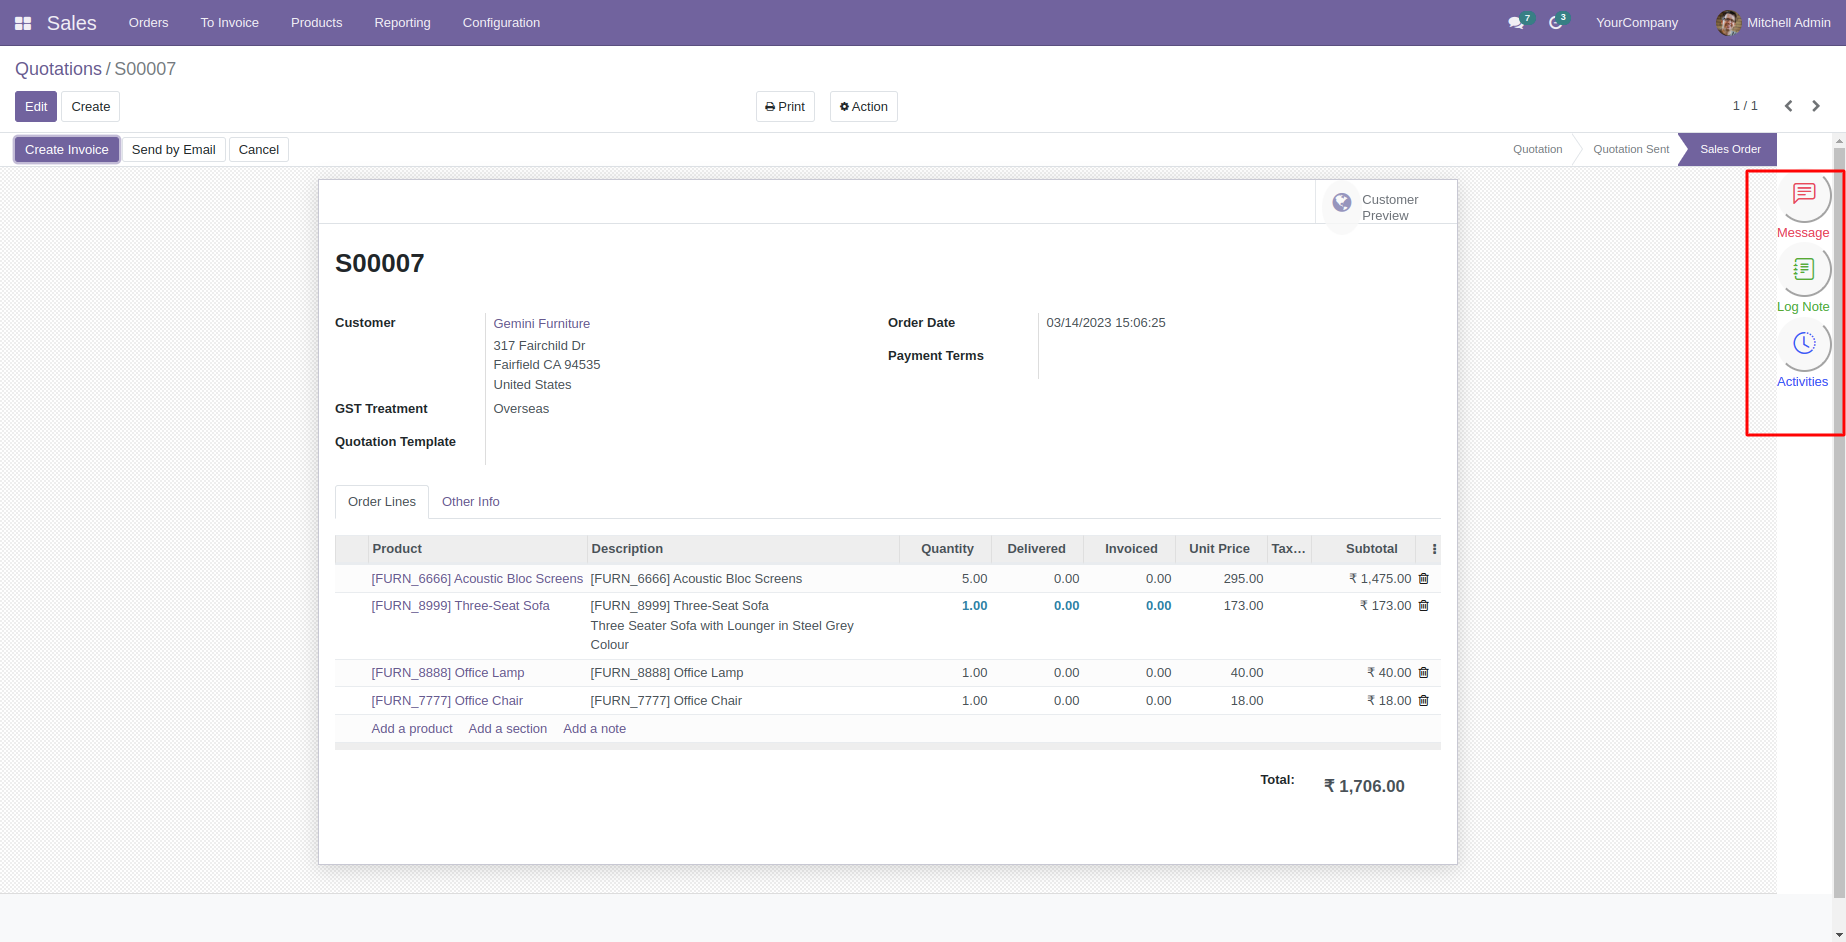 Sales Orders To Invoice Products Reporting Configuration 7 3 YourCompany Mitchell Admin
Quotations / S00007
Edit Create Print Action 1 / 1
Create Invoice Send by Email Cancel Quotation Quotation Sent Sales Order
Customer
Preview
Message
Log Note
Activities
S00007
Customer Gemini Furniture
317 Fairchild Dr
Fairfield CA 94535
United States
GST Treatment Overseas
Quotation Template
Order Date 03/14/2023 15:06:25
Payment Terms
Order Lines Other Info
Product Description Quantity Delivered Invoiced Unit Price Tax... Subtotal
[FURN_6666] Acoustic Bloc Screens [FURN_6666] Acoustic Bloc Screens 5.00 0.00 0.00 295.00 ₹ 1,475.00
[FURN_8999] Three-Seat Sofa [FURN_8999] Three-Seat Sofa 1.00 0.00 0.00 173.00 ₹ 173.00
Three Seater Sofa with Lounger in Steel Grey
Colour
[FURN_8888] Office Lamp [FURN_8888] Office Lamp 1.00 0.00 0.00 40.00 ₹ 40.00
[FURN_7777] Office Chair [FURN_7777] Office Chair 1.00 0.00 0.00 18.00 ₹ 18.00
Add a product Add a section Add a note
Total: ₹ 1,706.00